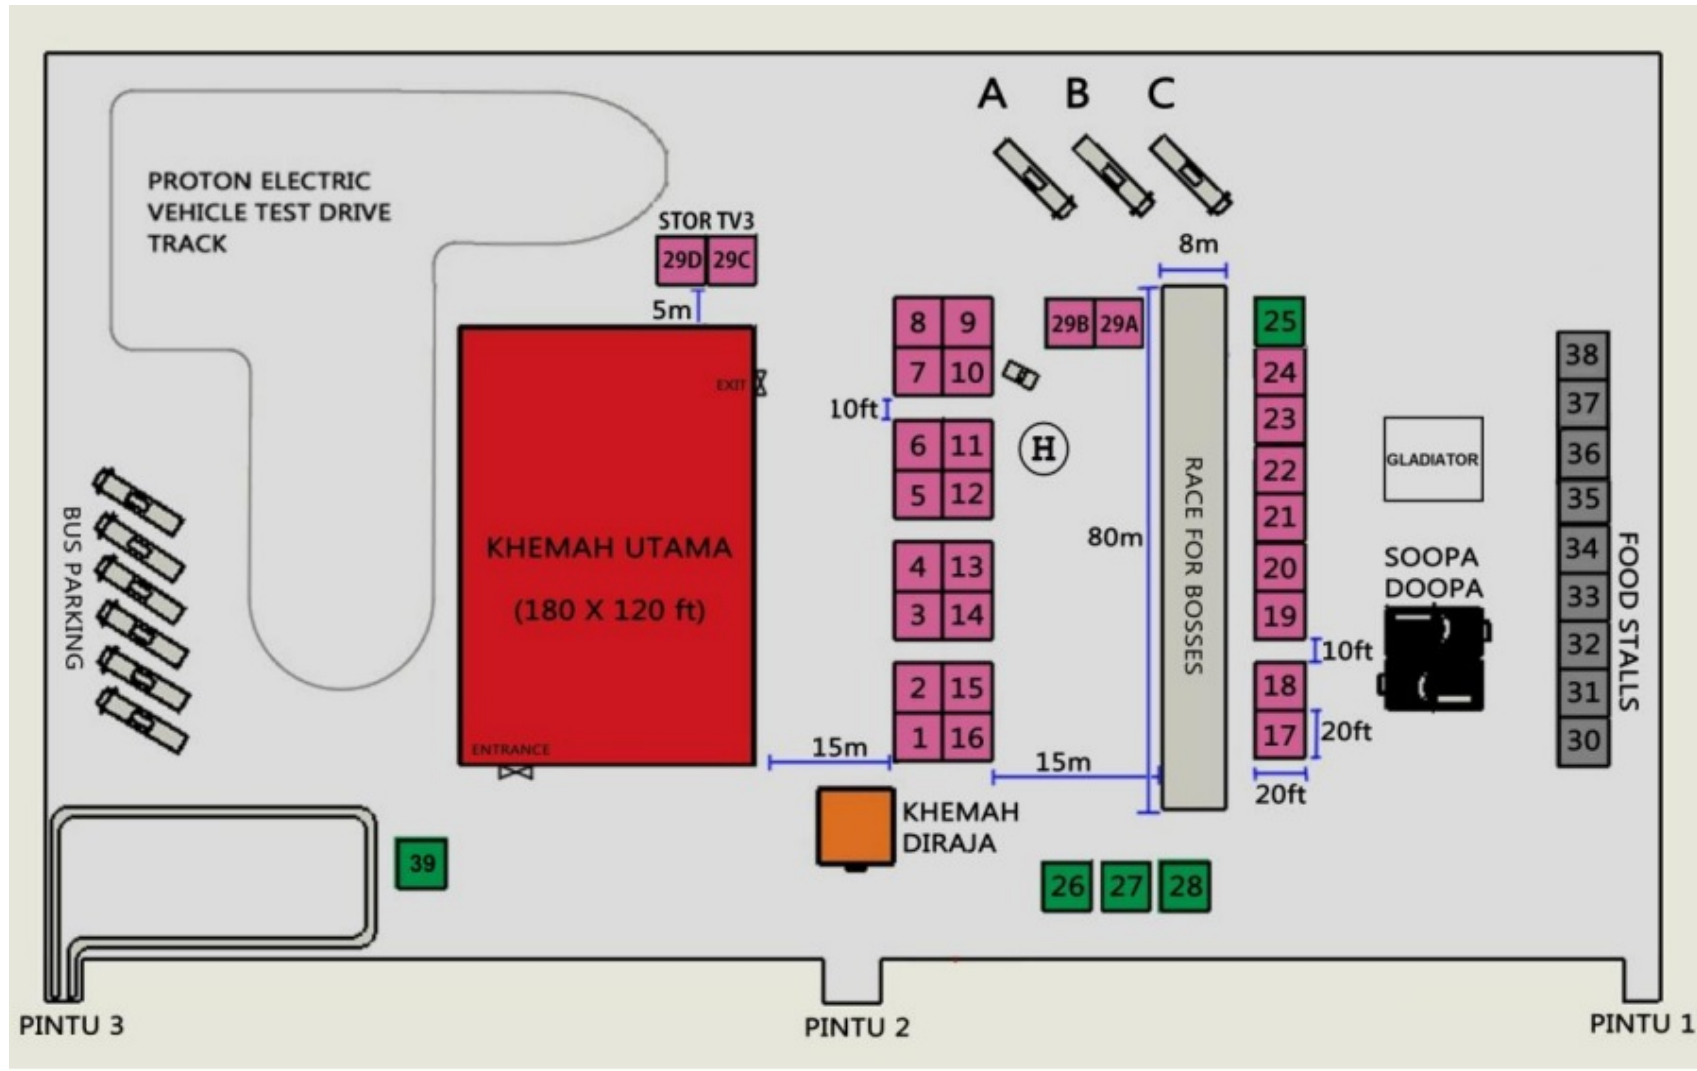 A B C
PROTON ELECTRIC
VEHICLE TEST DRIVE
TRACK
STOR TV3
29D 29C
5m
8m
8 9
7 10
10ft
6 11
5 12
4 13
3 14
2 15
1 16
29B 29A
H
80m
RACE FOR BOSSES
25
24
23
22
21
20
19
10ft
18
17
20ft
20ft
GLADIATOR
SOOPA
DOOPA
38
37
36
35
34
33
32
31
30
FOOD STALLS
EXIT
KHEMAH UTAMA
(180 X 120 ft)
ENTRANCE
BUS PARKING
15m
15m
KHEMAH
DIRAJA
39
26 27 28
PINTU 3
PINTU 2
PINTU 1